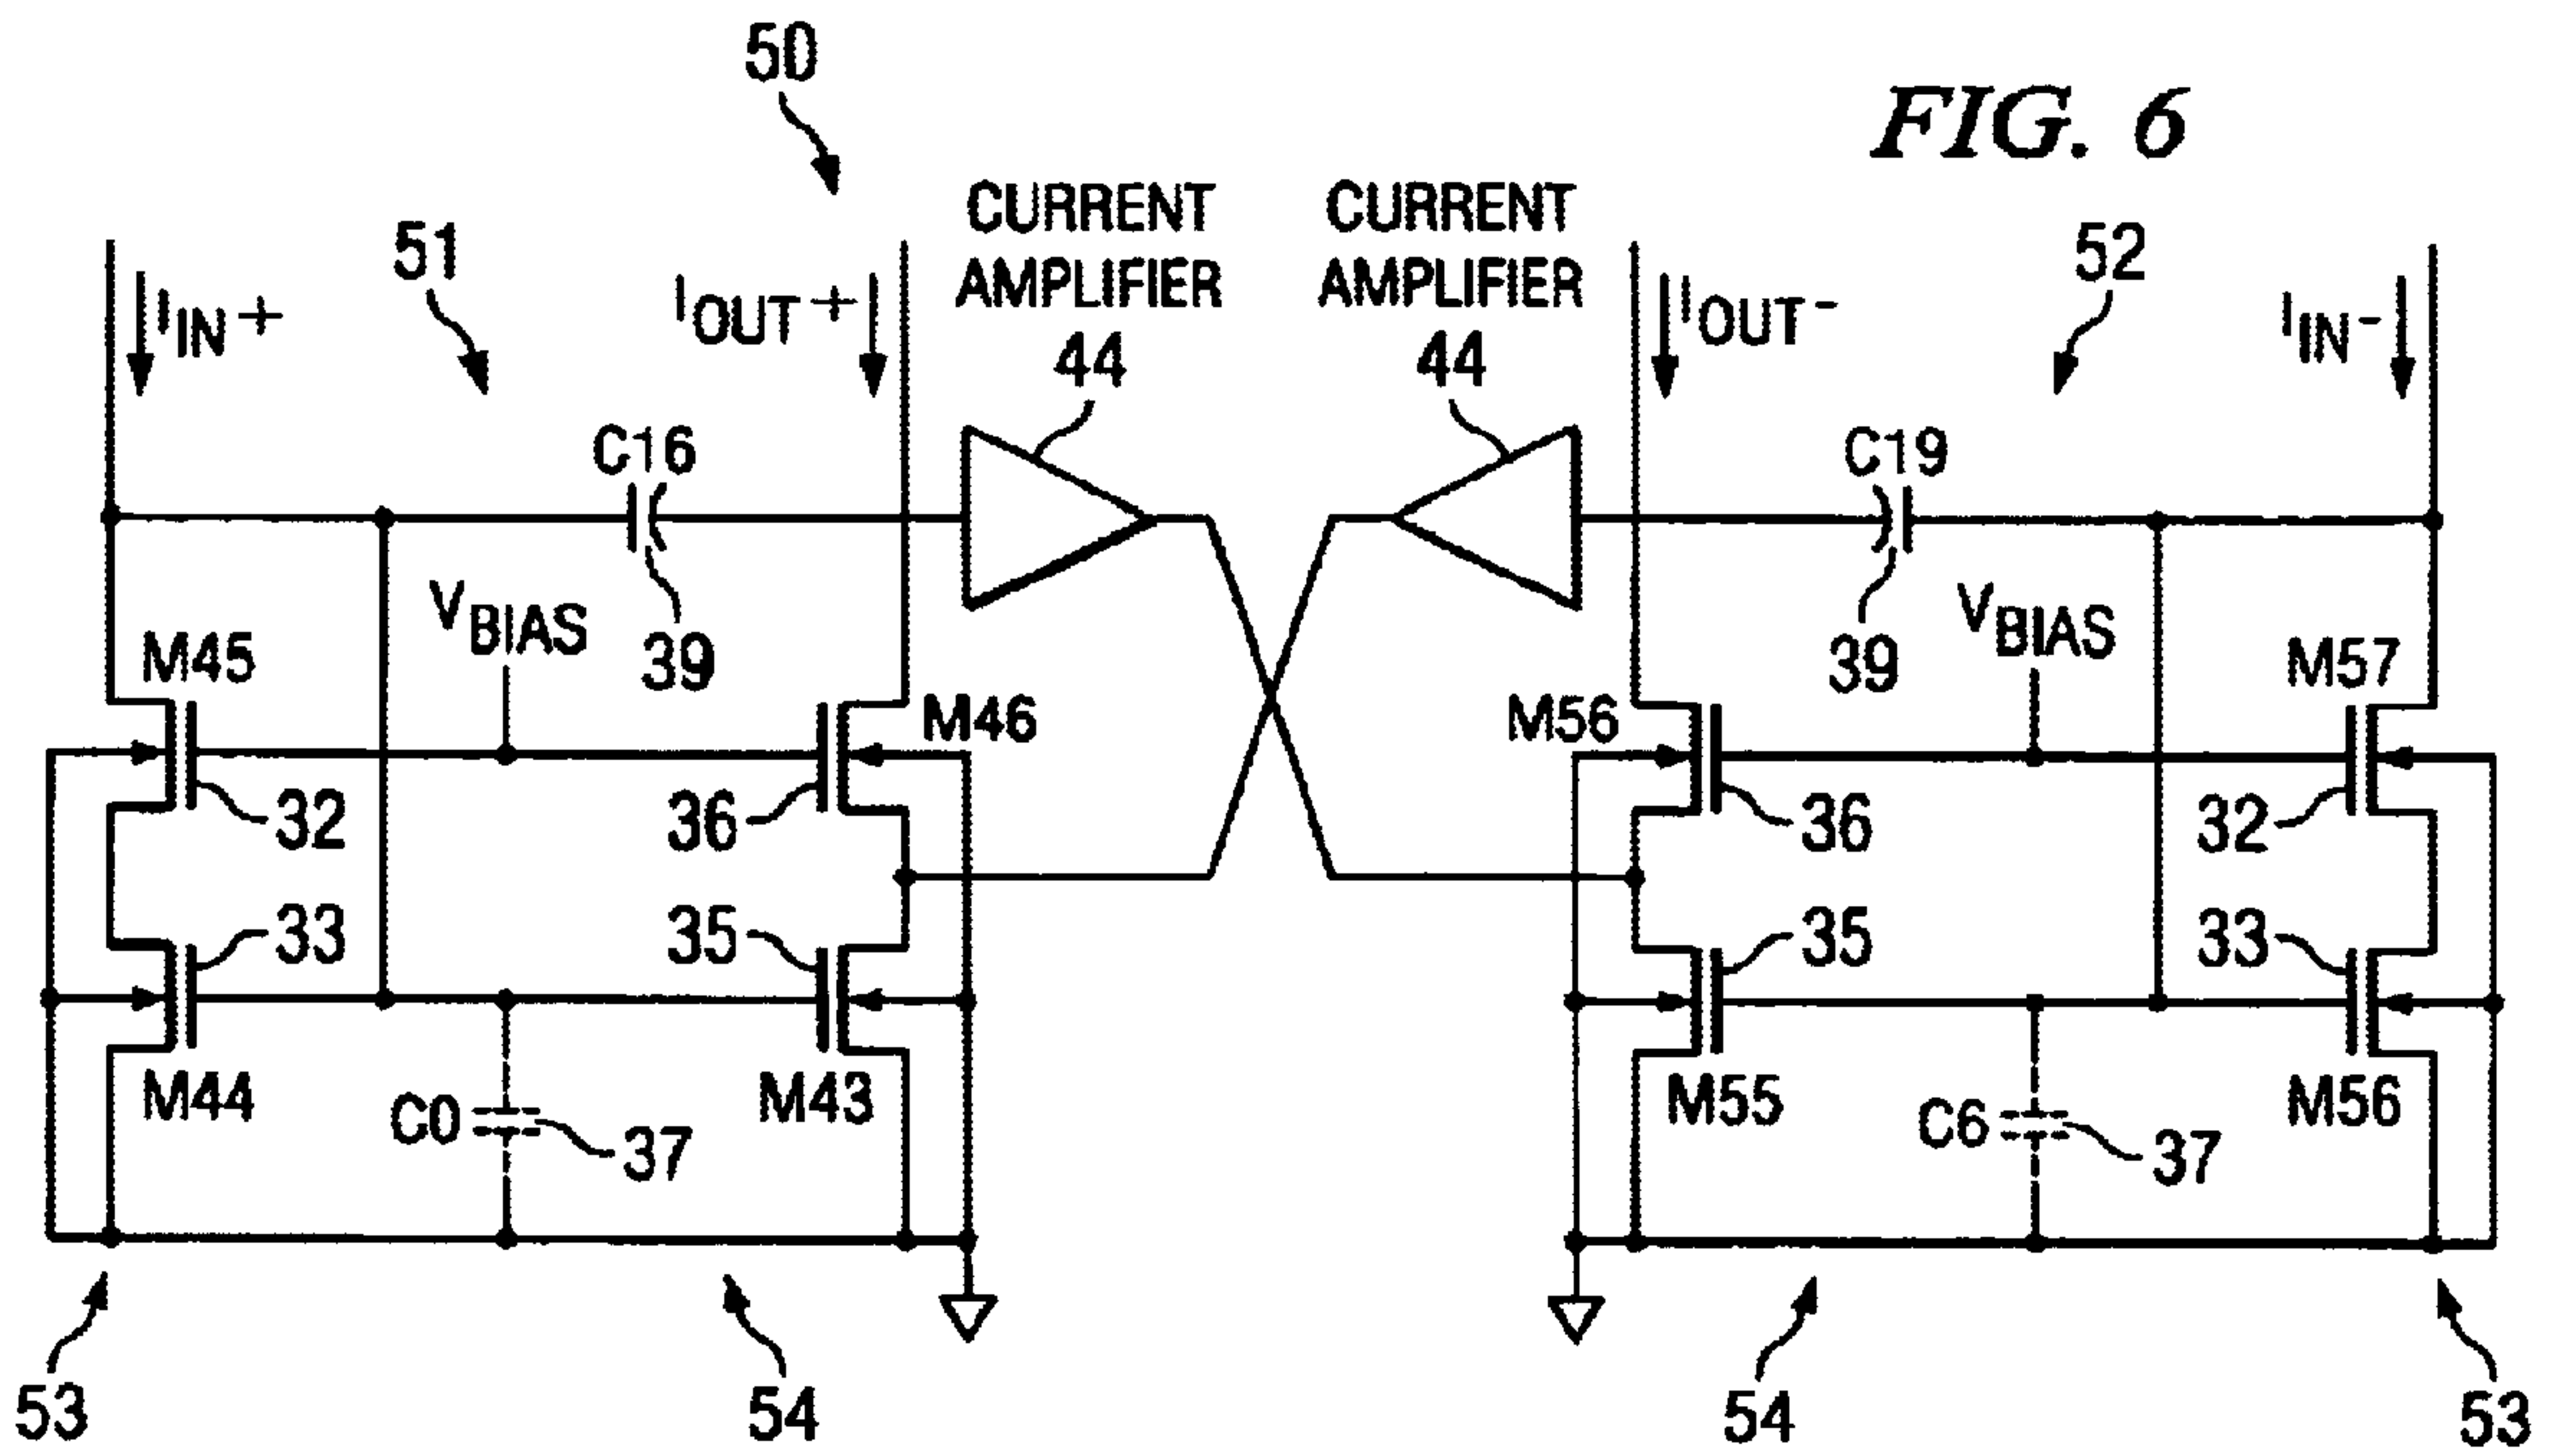 50
FIG. 6
51
CURRENT
AMPLIFIER
44
CURRENT
AMPLIFIER
44
52
IIN+
IOUT+
IOUT-
IIN-
C16
39
C19
39
VBIAS
VBIAS
M45
M46
M56
M57
32
36
36
32
33
35
35
33
M44
C0
37
M43
M55
C6
37
M56
53
54
54
53